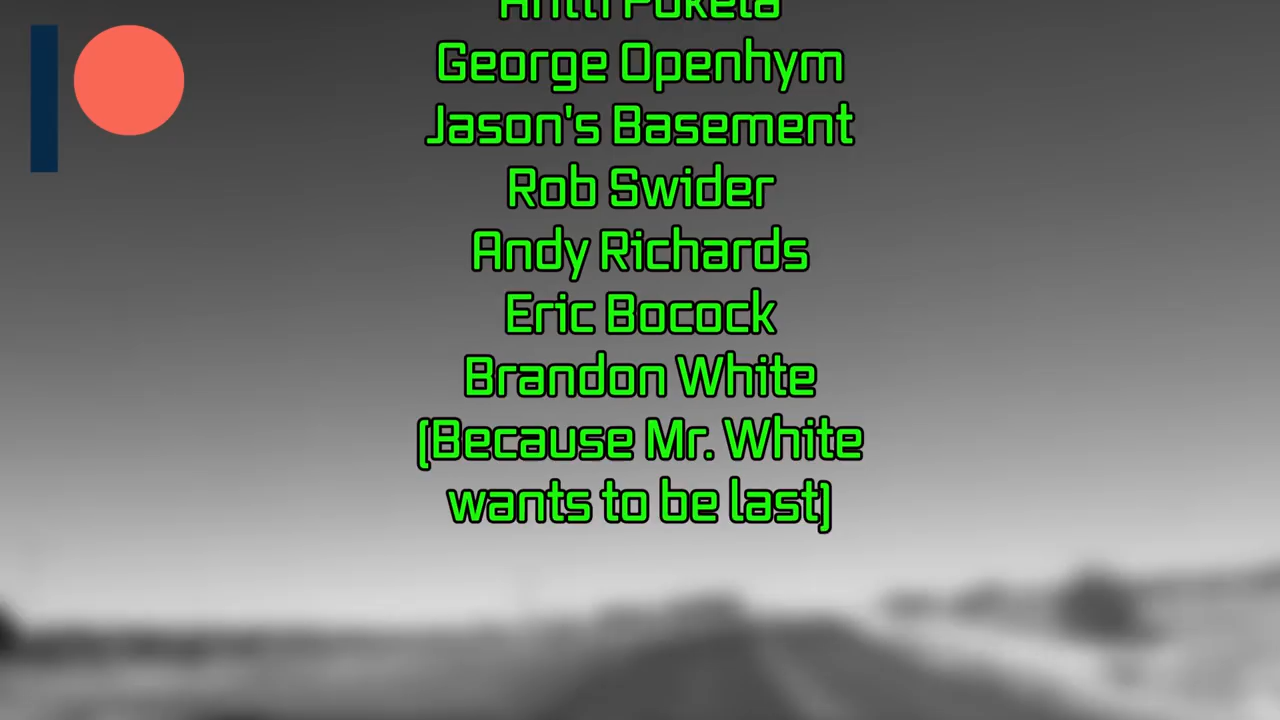 George Openhym
Jason's Basement
Rob Swider
Andy Richards
Eric Bocock
Brandon White
(Because Mr. White
wants to be last)